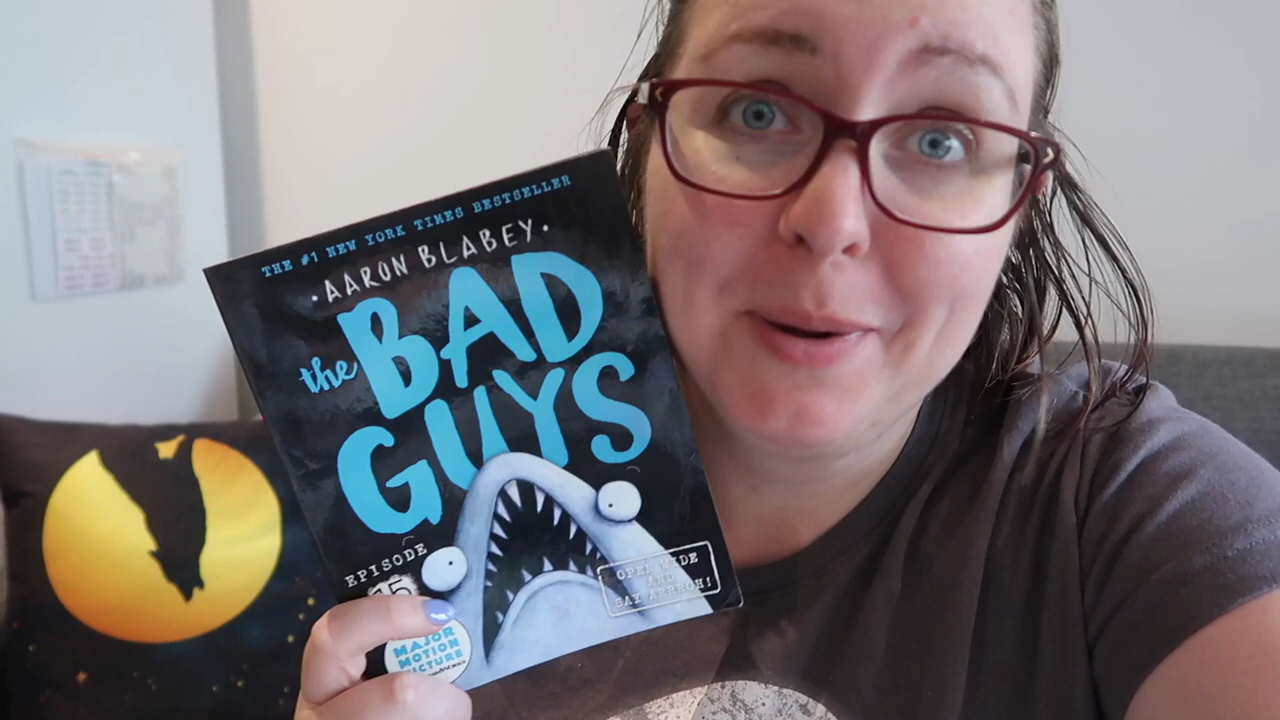 THE #1 NEW YORK TIMES BESTSELLER
·AARON BLABEY·
the BAD
GUYS
EPISODE
15
OPEN WIDE
AND
SAY ARRRGH!
MAJOR
MOTION
PICTURE